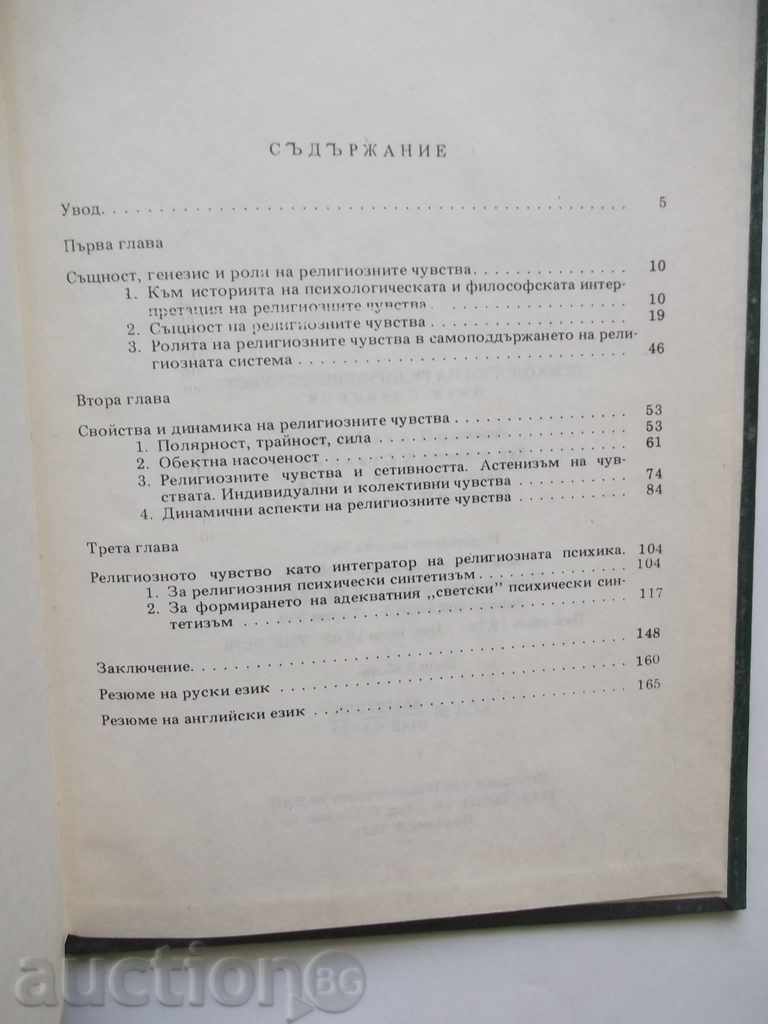 СЪДЪРЖАНИЕ
Увод. . . . . . . . . . . . . . . . . . . . 5
Първа глава
Същност, генезис и роля на религиозните чувства. . . . . . . . 10
1. Към историята на психологическата и философската интер-
претация на религиозните чувства . . . . . . . . 10
2. Същност на религиозните чувства . . . . . . . . 19
3. Ролята на религиозните чувства в самоподдържането на рели-
гиозната система . . . . . . . . 46
Втора глава
Свойства и динамика на религиозните чувства . . . . . . . . 53
1. Полярност, трайност, сила . . . . . . . . 53
2. Обектна насоченост . . . . . . . . 61
3. Религиозните чувства и сетивността. Астенизъм на чув-
ствата. Индивидуални и колективни чувства . . . . . . . . 74
4. Динамични аспекти на религиозните чувства . . . . . . . . 84
Трета глава
Религиозното чувство като интегратор на религиозната психика. 104
1. За религиозния психически синтетизъм . . . . . . . . 104
2. За формирането на адекватния „светски" психически син-
тетизъм . . . . . . . . 117
Заключение. . . . . . . . 148
Резюме на руски език . . . . . . . . 160
Резюме на английски език . . . . . . . . 165
auctionBG